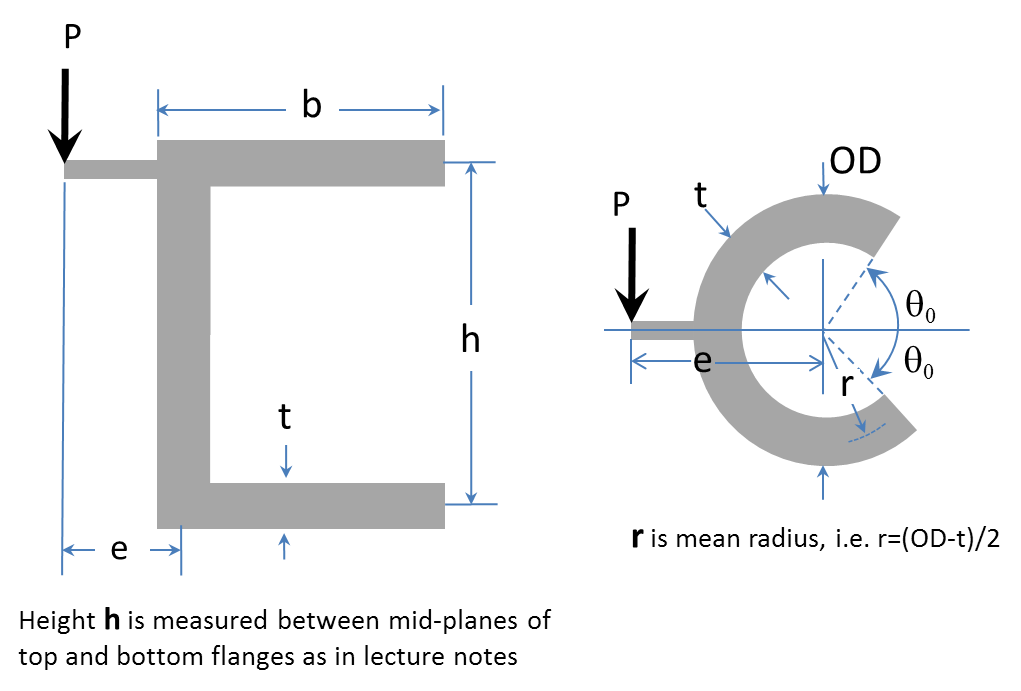 P
b
OD
t
P
θ0
h
e
θ0
r
t
e
r is mean radius, i.e. r=(OD-t)/2
Height h is measured between mid-planes of
top and bottom flanges as in lecture notes